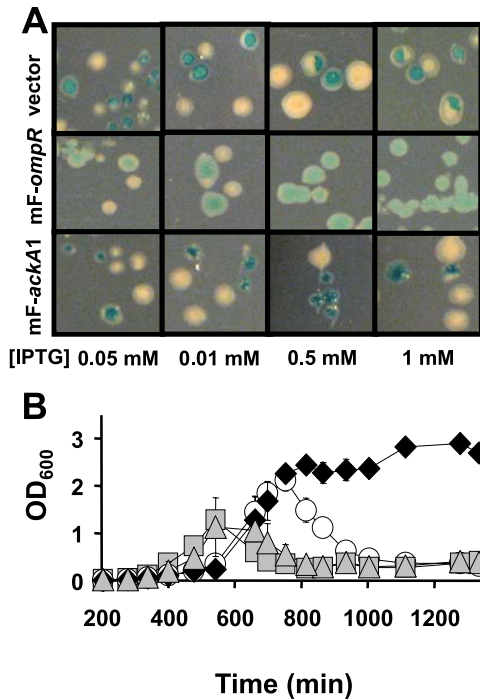 A
vector
mF-ompR
mF-ackA1
[IPTG] 0.05 mM 0.01 mM 0.5 mM 1 mM
B
OD600
3
2
1
0
200 400 600 800 1000 1200
Time (min)